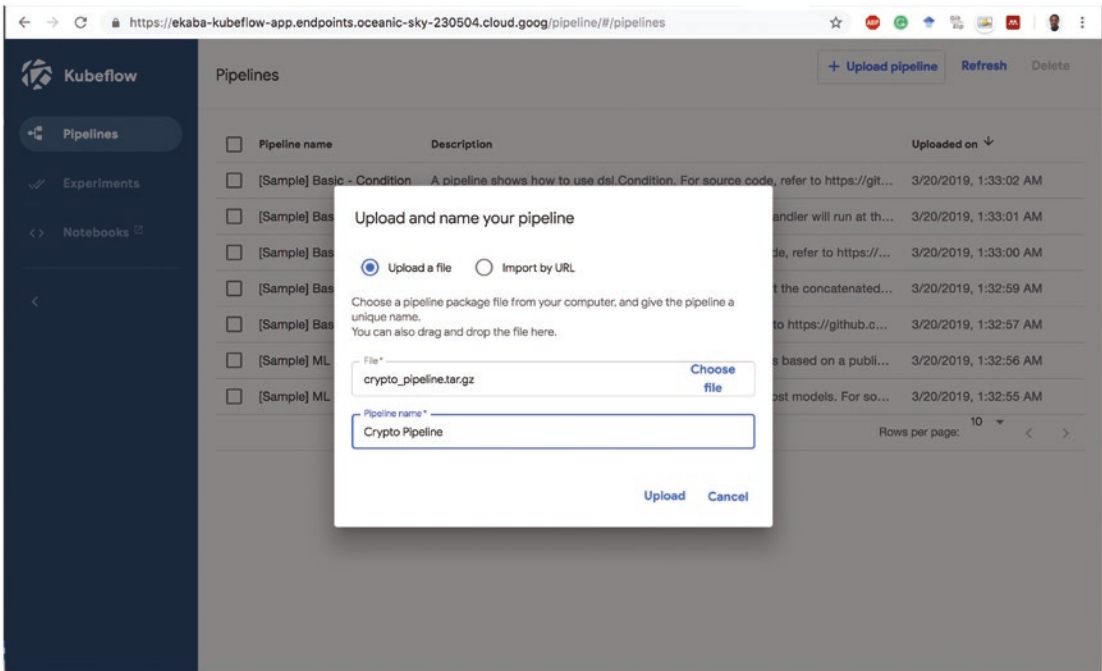 https://ekaba-kubeflow-app.endpoints.oceanic-sky-230504.cloud.goog/pipeline/#/pipelines
Kubeflow
Pipelines
+ Upload pipeline
Refresh
Delete
Pipelines
Experiments
Notebooks
Pipeline name Description Uploaded on
[Sample] Basic - Condition A pipeline shows how to use dsl.Condition. For source code, refer to https://git... 3/20/2019, 1:33:02 AM
[Sample] Bas andler will run at th... 3/20/2019, 1:33:01 AM
[Sample] Bas de, refer to https://... 3/20/2019, 1:33:00 AM
[Sample] Bas t the concatenated... 3/20/2019, 1:32:59 AM
[Sample] Bas to https://github.c... 3/20/2019, 1:32:57 AM
[Sample] ML s based on a publi... 3/20/2019, 1:32:56 AM
[Sample] ML ost models. For so... 3/20/2019, 1:32:55 AM
Rows per page: 10
Upload and name your pipeline
Upload a file
Import by URL
Choose a pipeline package file from your computer, and give the pipeline a
unique name.
You can also drag and drop the file here.
File*
crypto_pipeline.tar.gz
Choose
file
Pipeline name*
Crypto Pipeline
Upload
Cancel